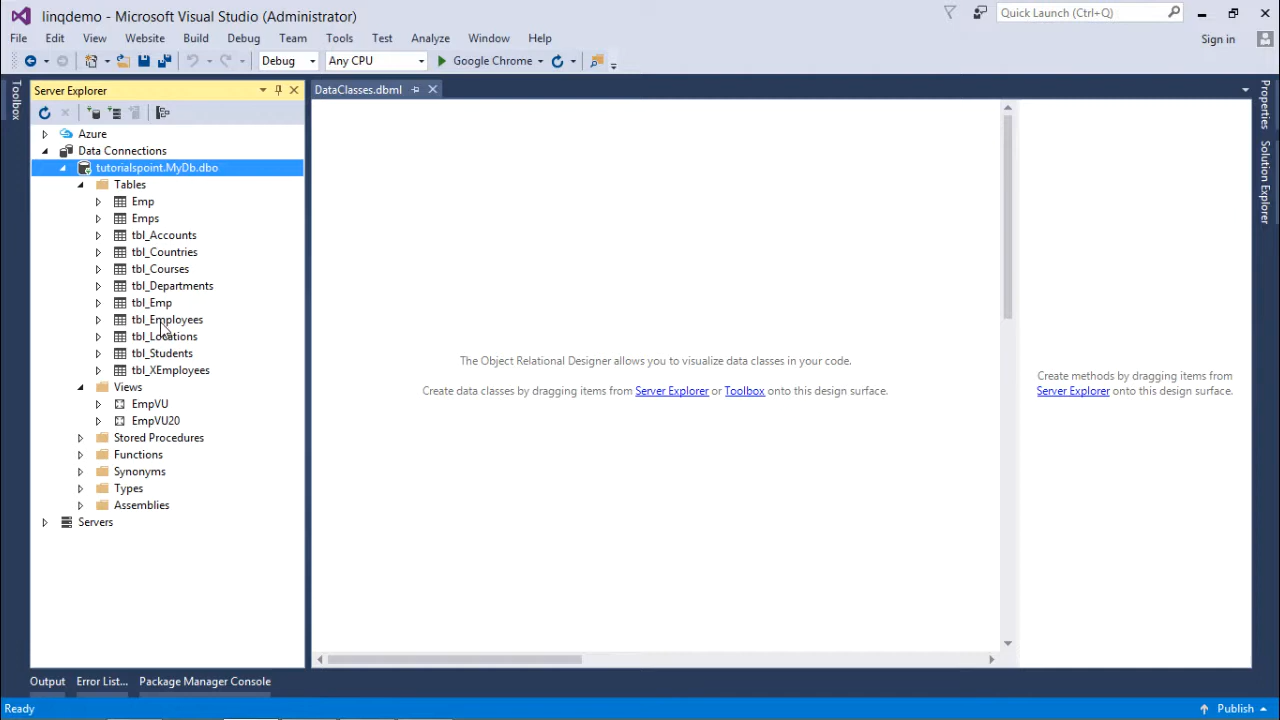 linqdemo - Microsoft Visual Studio (Administrator)
Quick Launch (Ctrl+Q)
File Edit View Website Build Debug Team Tools Test Analyze Window Help
Sign in
Debug Any CPU Google Chrome
Toolbox
Server Explorer
DataClasses.dbml
Properties
Solution Explorer
Azure
Data Connections
tutorialspoint.MyDb.dbo
Tables
Emp
Emps
tbl_Accounts
tbl_Countries
tbl_Courses
tbl_Departments
tbl_Emp
tbl_Employees
tbl_Locations
tbl_Students
tbl_XEmployees
Views
EmpVU
EmpVU20
Stored Procedures
Functions
Synonyms
Types
Assemblies
Servers
The Object Relational Designer allows you to visualize data classes in your code.
Create data classes by dragging items from Server Explorer or Toolbox onto this design surface.
Create methods by dragging items from
Server Explorer onto this design surface.
Output Error List... Package Manager Console
Ready
Publish